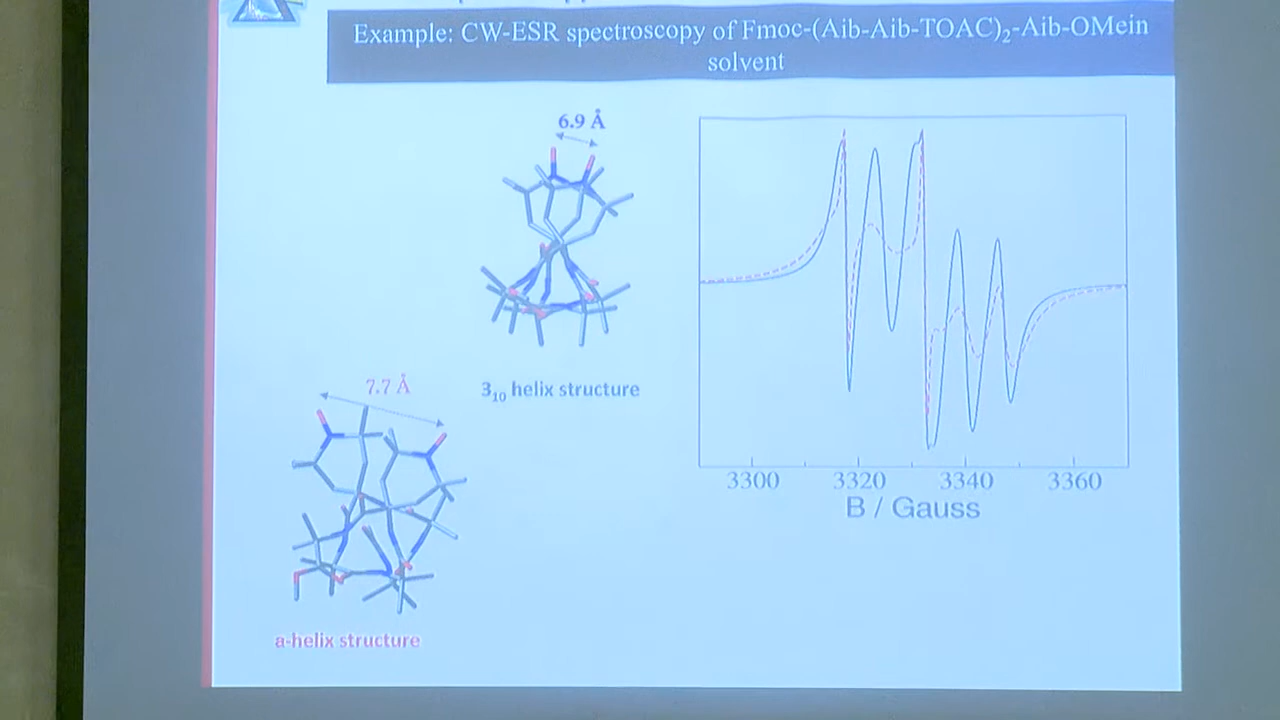 Example: CW-ESR spectroscopy of Fmoc-(Aib-Aib-TOAC)₂-Aib-OMein
solvent
6.9 Å
3₁₀ helix structure
7.7 Å
a-helix structure
3300 3320 3340 3360
B / Gauss